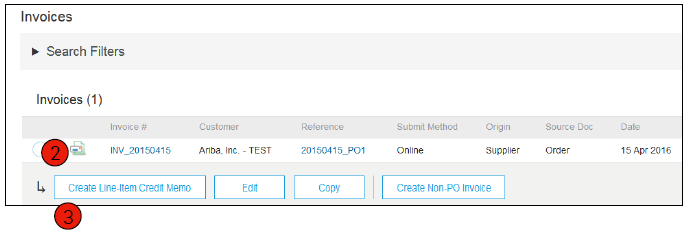 Invoices
► Search Filters
Invoices (1)
Invoice # Customer Reference Submit Method Origin Source Doc Date
2 INV_20150415 Ariba, Inc. - TEST 20150415_PO1 Online Supplier Order 15 Apr 2016
Create Line-Item Credit Memo Edit Copy Create Non-PO Invoice
3